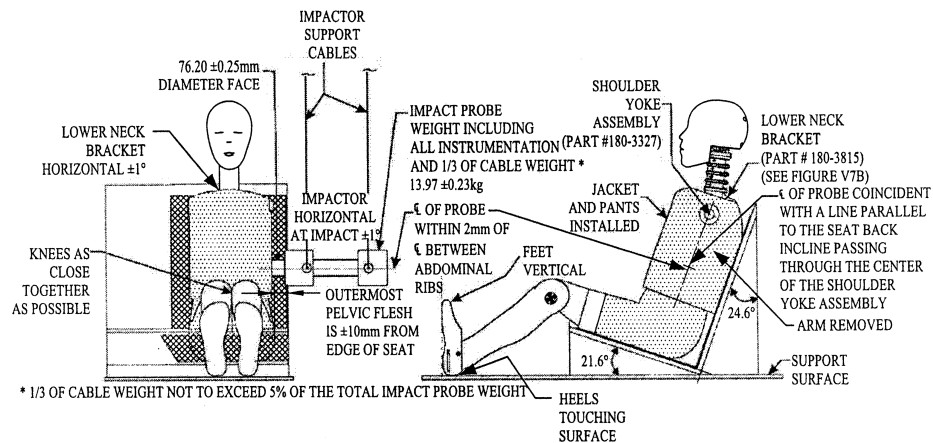 IMPACTOR
SUPPORT
CABLES
76.20 ±0.25mm
DIAMETER FACE
LOWER NECK
BRACKET
HORIZONTAL ±1°
KNEES AS
CLOSE
TOGETHER
AS POSSIBLE
IMPACT PROBE
WEIGHT INCLUDING
ALL INSTRUMENTATION
AND 1/3 OF CABLE WEIGHT *
13.97 ±0.23kg
IMPACTOR
HORIZONTAL
AT IMPACT ±1°
℄ OF PROBE
WITHIN 2mm OF
℄ BETWEEN
ABDOMINAL
RIBS
OUTERMOST
PELVIC FLESH
IS ±10mm FROM
EDGE OF SEAT
FEET
VERTICAL
SHOULDER
YOKE
ASSEMBLY
(PART #180-3327)
JACKET
AND PANTS
INSTALLED
LOWER NECK
BRACKET
(PART # 180-3815)
(SEE FIGURE V7B)
℄ OF PROBE COINCIDENT
WITH A LINE PARALLEL
TO THE SEAT BACK
INCLINE PASSING
THROUGH THE CENTER
OF THE SHOULDER
YOKE ASSEMBLY
24.6°
ARM REMOVED
21.6°
SUPPORT
SURFACE
HEELS
TOUCHING
SURFACE
* 1/3 OF CABLE WEIGHT NOT TO EXCEED 5% OF THE TOTAL IMPACT PROBE WEIGHT